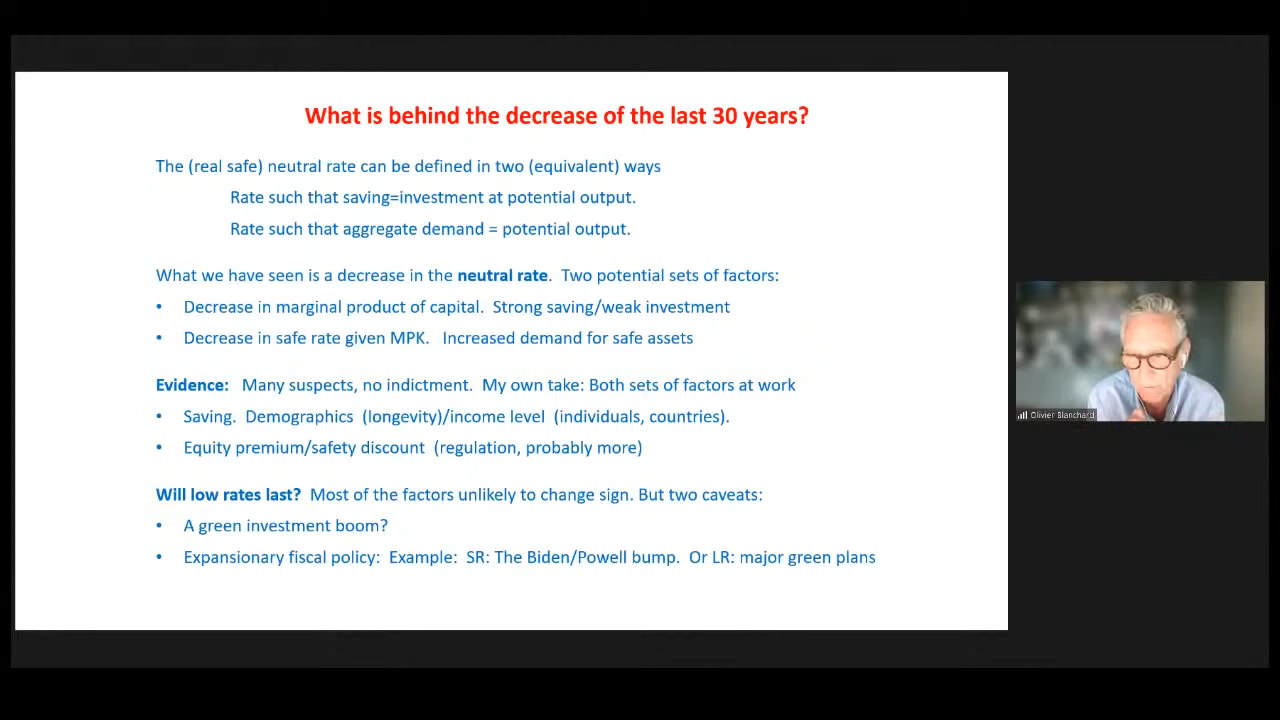 What is behind the decrease of the last 30 years?
The (real safe) neutral rate can be defined in two (equivalent) ways
Rate such that saving=investment at potential output.
Rate such that aggregate demand = potential output.
What we have seen is a decrease in the neutral rate. Two potential sets of factors:
• Decrease in marginal product of capital. Strong saving/weak investment
• Decrease in safe rate given MPK. Increased demand for safe assets
Evidence: Many suspects, no indictment. My own take: Both sets of factors at work
• Saving. Demographics (longevity)/income level (individuals, countries).
• Equity premium/safety discount (regulation, probably more)
Will low rates last? Most of the factors unlikely to change sign. But two caveats:
• A green investment boom?
• Expansionary fiscal policy: Example: SR: The Biden/Powell bump. Or LR: major green plans
Olivier Blanchard